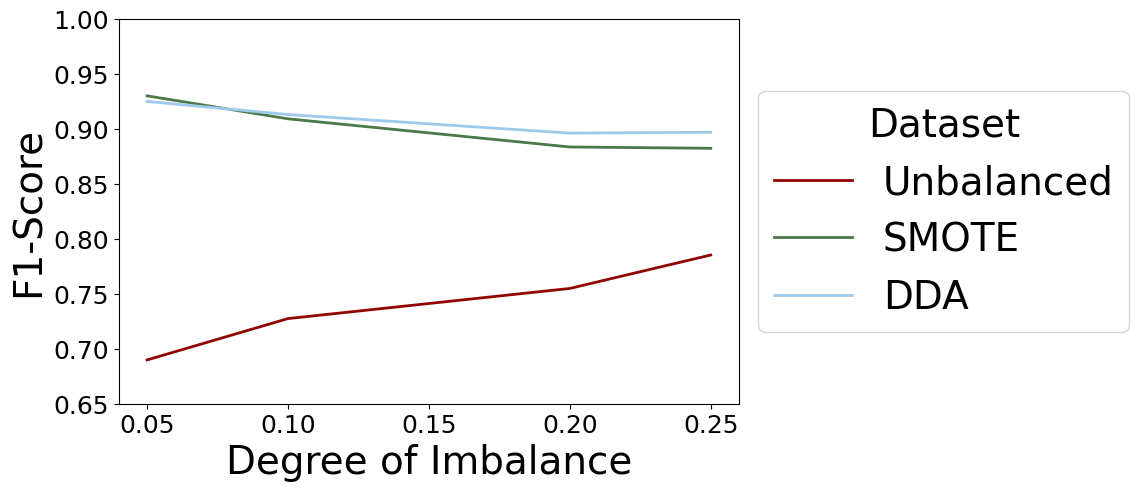 F1-Score
1.00
0.95
0.90
0.85
0.80
0.75
0.70
0.65
0.05 0.10 0.15 0.20 0.25
Degree of Imbalance
Dataset
Unbalanced
SMOTE
DDA